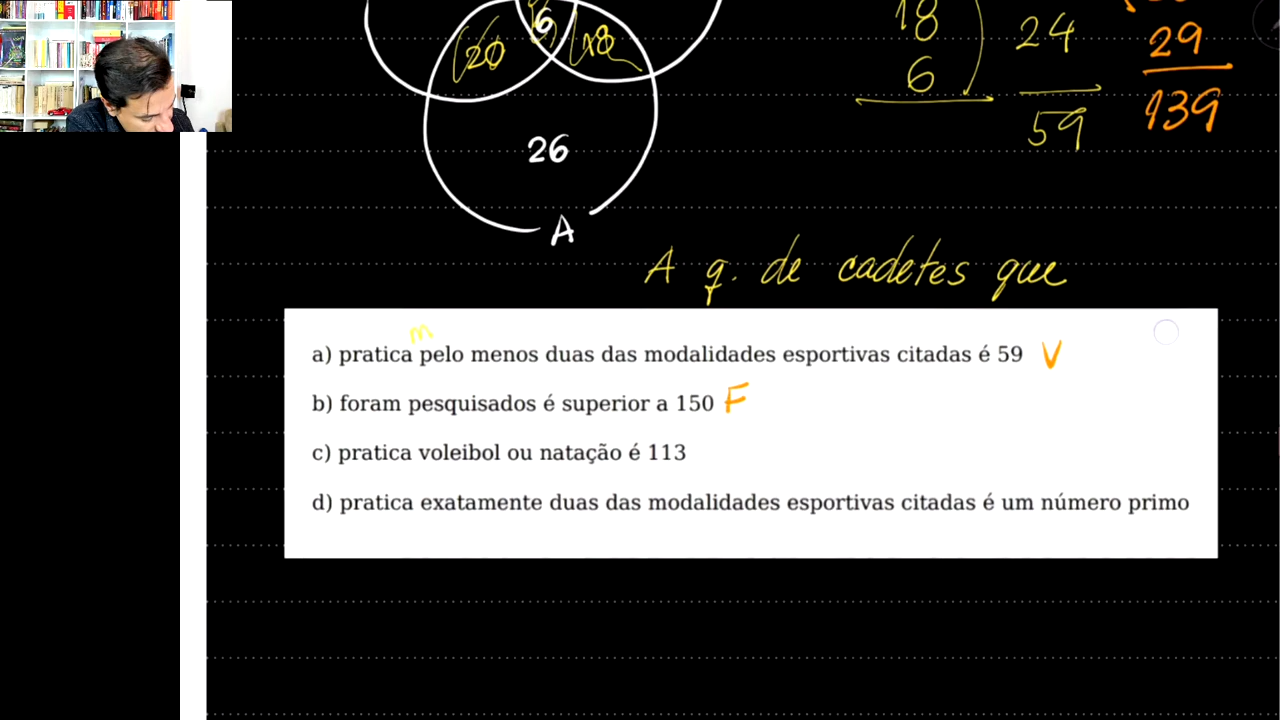 18 24
6 20 18 29
6
59 139
26
A
A q. de cadetes que
m
a) pratica pelo menos duas das modalidades esportivas citadas é 59 V
b) foram pesquisados é superior a 150 F
c) pratica voleibol ou natação é 113
d) pratica exatamente duas das modalidades esportivas citadas é um número primo